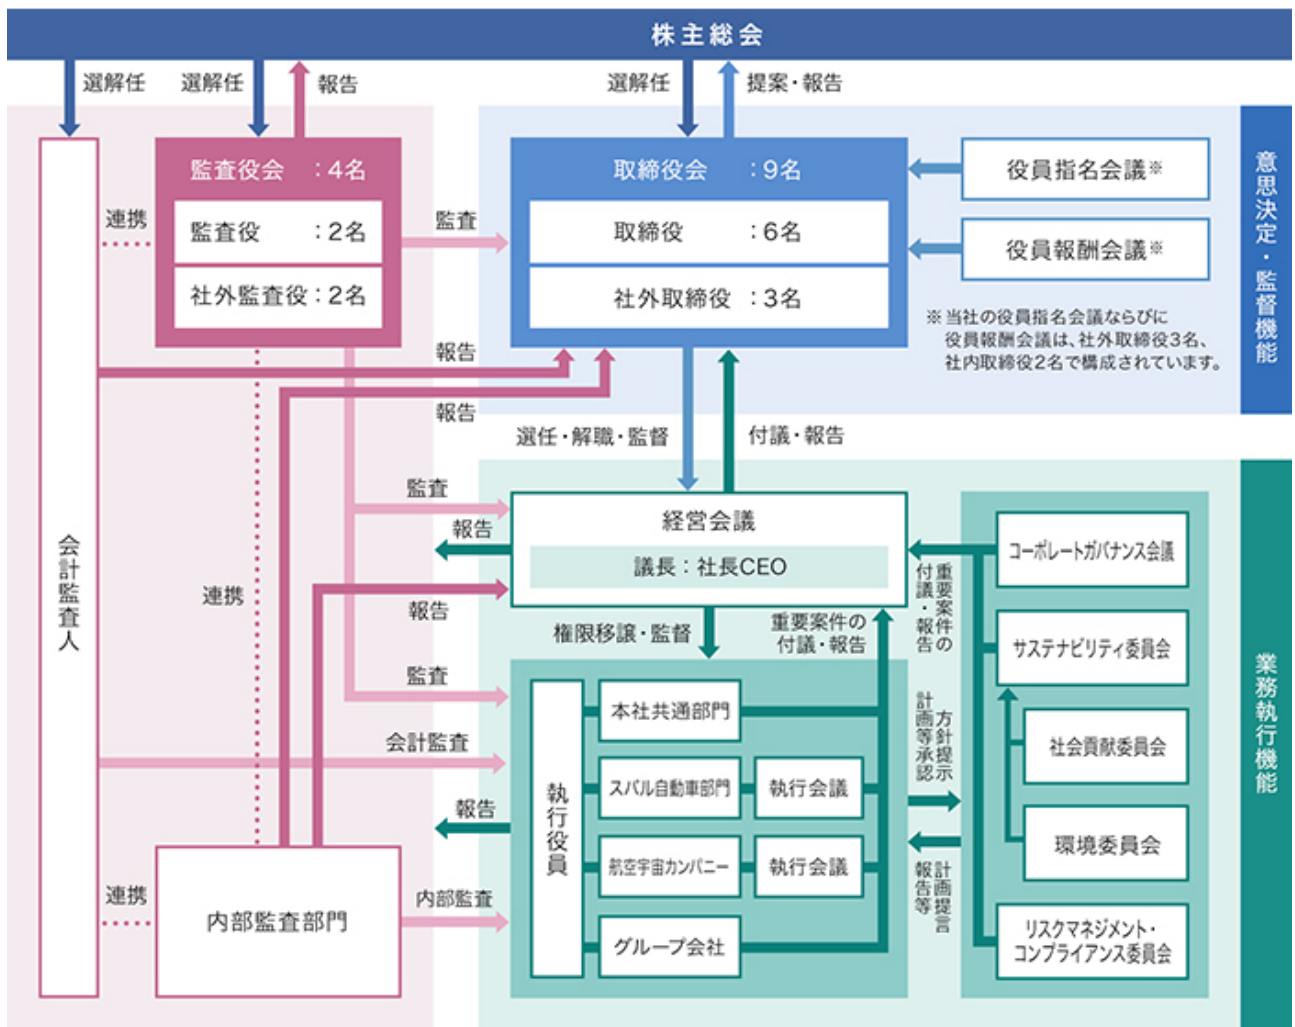 株主総会
選解任
選解任
報告
選解任
提案・報告
監査役会 :4名
監査役 :2名
社外監査役:2名
連携
監査
取締役会 :9名
取締役 :6名
社外取締役 :3名
役員指名会議※
役員報酬会議※
※当社の役員指名会議ならびに
役員報酬会議は、社外取締役3名、
社内取締役2名で構成されています。
意思決定・監督機能
報告
報告
選任・解職・監督
付議・報告
会計監査人
連携
監査
報告
報告
監査
会計監査
報告
内部監査
連携
内部監査部門
経営会議
議長:社長CEO
権限移譲・監督
重要案件の
付議・報告
重要案件の
付議・報告
執行役員
本社共通部門
スバル自動車部門
執行会議
航空宇宙カンパニー
執行会議
グループ会社
方針提示
計画等承認
計画提言
報告等
コーポレートガバナンス会議
サステナビリティ委員会
社会貢献委員会
環境委員会
リスクマネジメント・
コンプライアンス委員会
業務執行機能